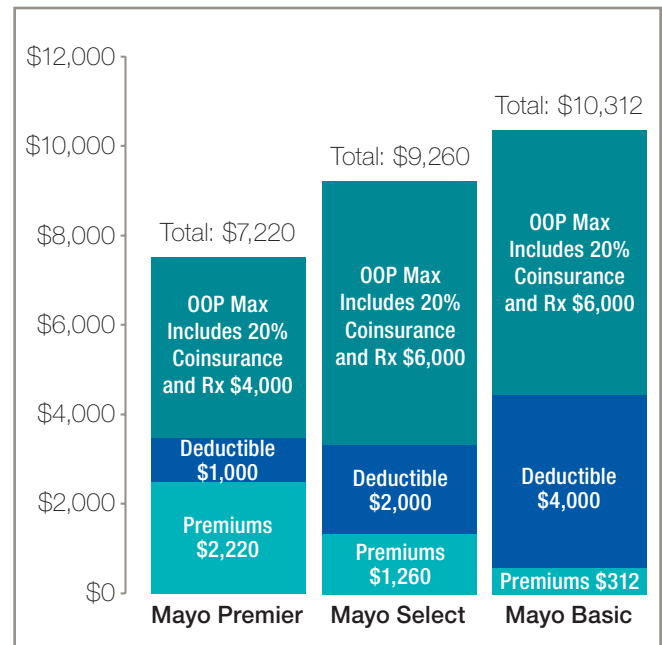 $12,000
$10,000
$8,000
$6,000
$4,000
$2,000
$0
Total: $7,220
OOP Max
Includes 20%
Coinsurance
and Rx $4,000
Deductible
$1,000
Premiums
$2,220
Mayo Premier
Total: $9,260
OOP Max
Includes 20%
Coinsurance
and Rx $6,000
Deductible
$2,000
Premiums
$1,260
Mayo Select
Total: $10,312
OOP Max
Includes 20%
Coinsurance
and Rx $6,000
Deductible
$4,000
Premiums $312
Mayo Basic